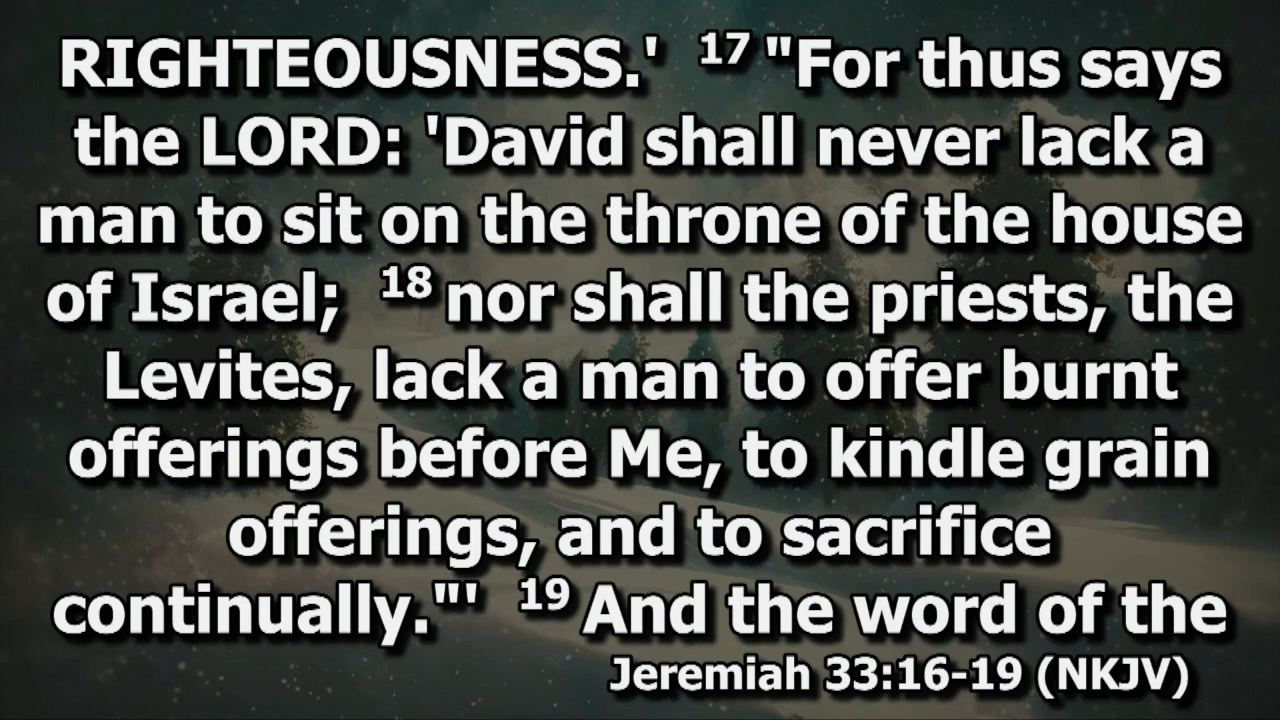 RIGHTEOUSNESS.' 17 "For thus says
the LORD: 'David shall never lack a
man to sit on the throne of the house
of Israel; 18 nor shall the priests, the
Levites, lack a man to offer burnt
offerings before Me, to kindle grain
offerings, and to sacrifice
continually."' 19 And the word of the
Jeremiah 33:16-19 (NKJV)